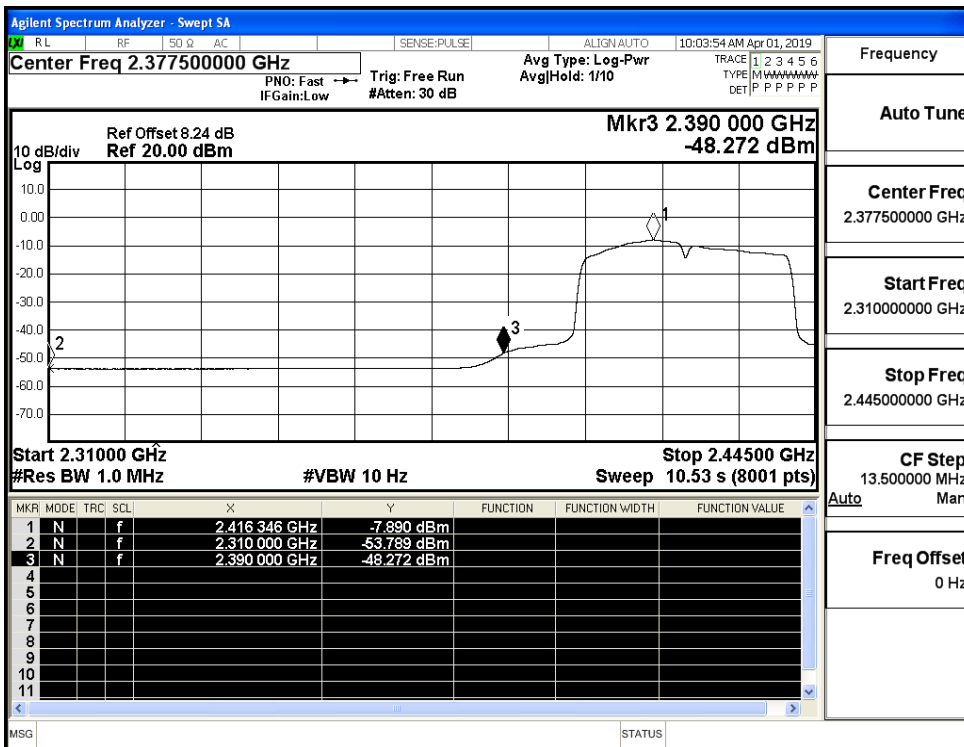 Agilent Spectrum Analyzer - Swept SA
LXI RL RF 50 Ω AC SENSE:PULSE ALIGN AUTO 10:03:54 AM Apr 01, 2019
Center Freq 2.377500000 GHz
PNO: Fast
IFGain:Low
Trig: Free Run
#Atten: 30 dB
Avg Type: Log-Pwr
Avg|Hold: 1/10
TRACE 1 2 3 4 5 6
TYPE M WWWWW
DET P P P P P P
Ref Offset 8.24 dB
10 dB/div Ref 20.00 dBm
Log
Mkr3 2.390 000 GHz
-48.272 dBm
10.0
0.00
-10.0
-20.0
-30.0
-40.0
-50.0
-60.0
-70.0
1
2
3
Start 2.31000 GHz Stop 2.44500 GHz
#Res BW 1.0 MHz #VBW 10 Hz Sweep 10.53 s (8001 pts)
MKR MODE TRC SCL X Y FUNCTION FUNCTION WIDTH FUNCTION VALUE
1 N f 2.416 346 GHz -7.890 dBm
2 N f 2.310 000 GHz -53.789 dBm
3 N f 2.390 000 GHz -48.272 dBm
4
5
6
7
8
9
10
11
MSG STATUS
Frequency
Auto Tune
Center Freq
2.377500000 GHz
Start Freq
2.310000000 GHz
Stop Freq
2.445000000 GHz
CF Step
13.500000 MHz
Auto Man
Freq Offset
0 Hz